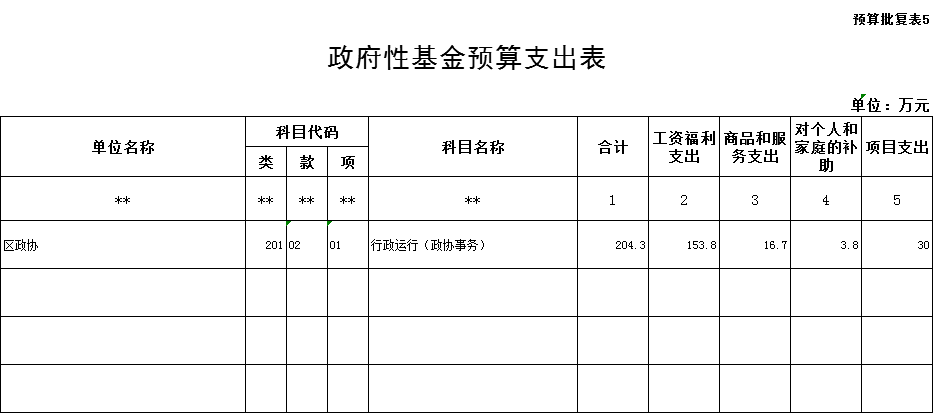 预算批复表5
政府性基金预算支出表
单位：万元
单位名称 科目代码 科目名称 合计 工资福利支出 商品和服务支出 对个人和家庭的补助 项目支出
类 款 项
** ** ** ** ** 1 2 3 4 5
区政协 201 02 01 行政运行（政协事务） 204.3 153.8 16.7 3.8 30